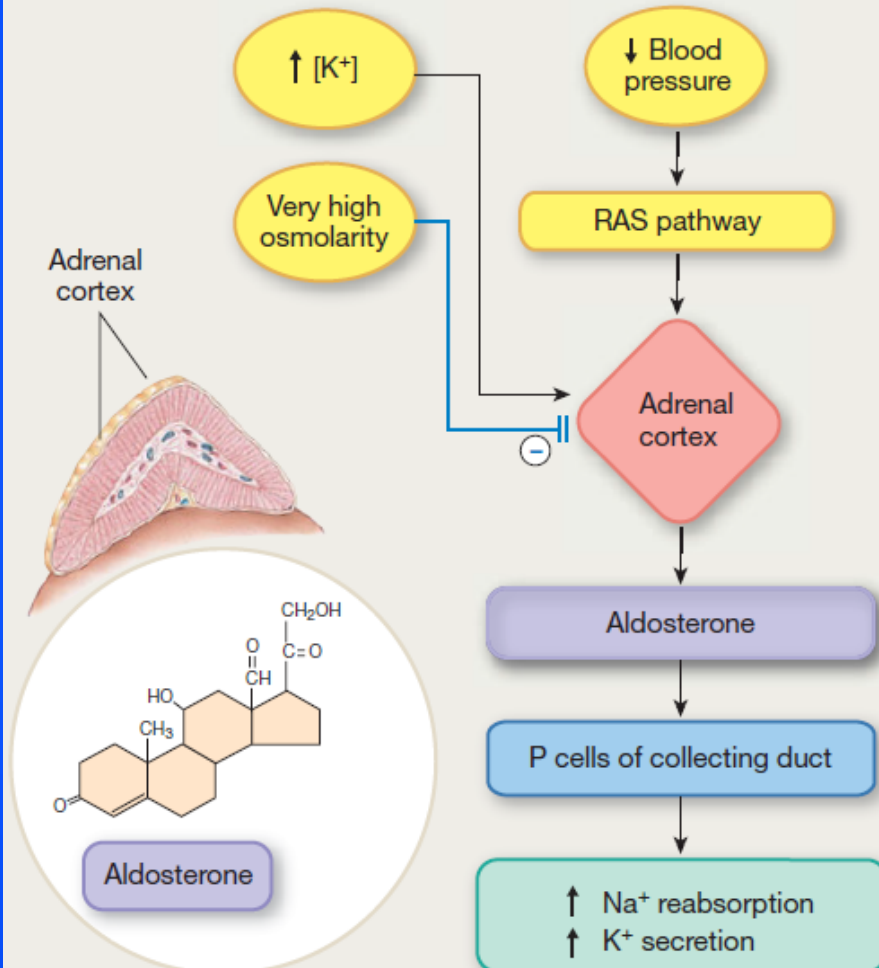 ↑ [K⁺]
↓ Blood
pressure
Very high
osmolarity
RAS pathway
Adrenal
cortex
Adrenal
cortex
−
Aldosterone
CH₂OH
C=O
O
CH
HO
CH₃
O
Aldosterone
P cells of collecting duct
↑ Na⁺ reabsorption
↑ K⁺ secretion